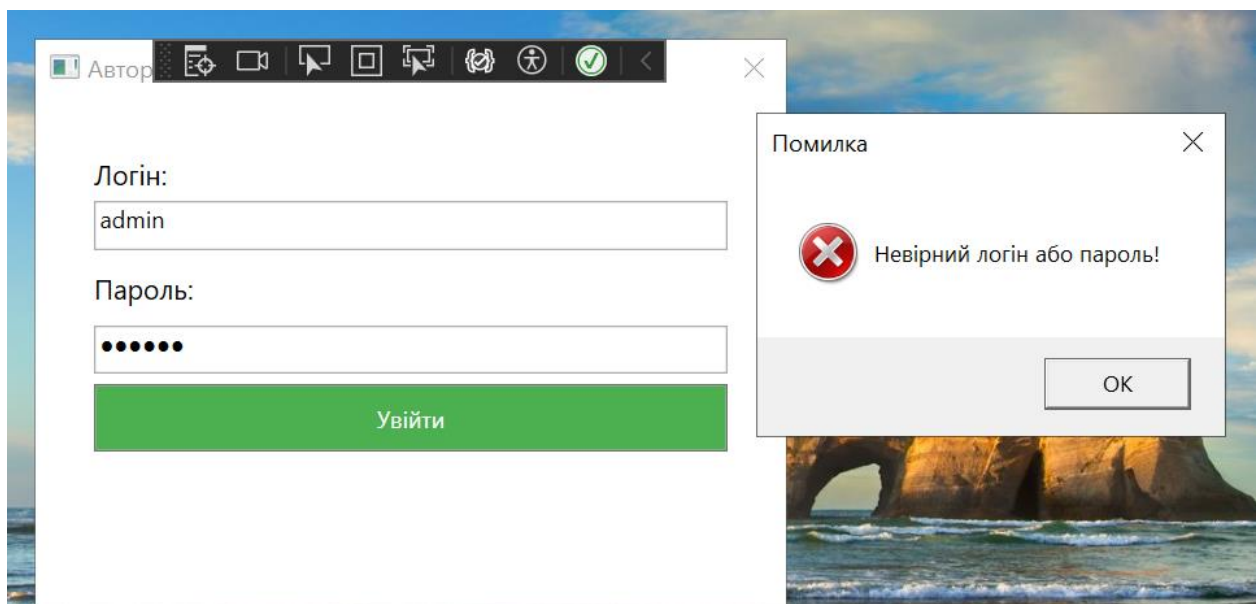 Автор
Логін:
admin
Пароль:
••••••
Увійти
Помилка
Невірний логін або пароль!
OK